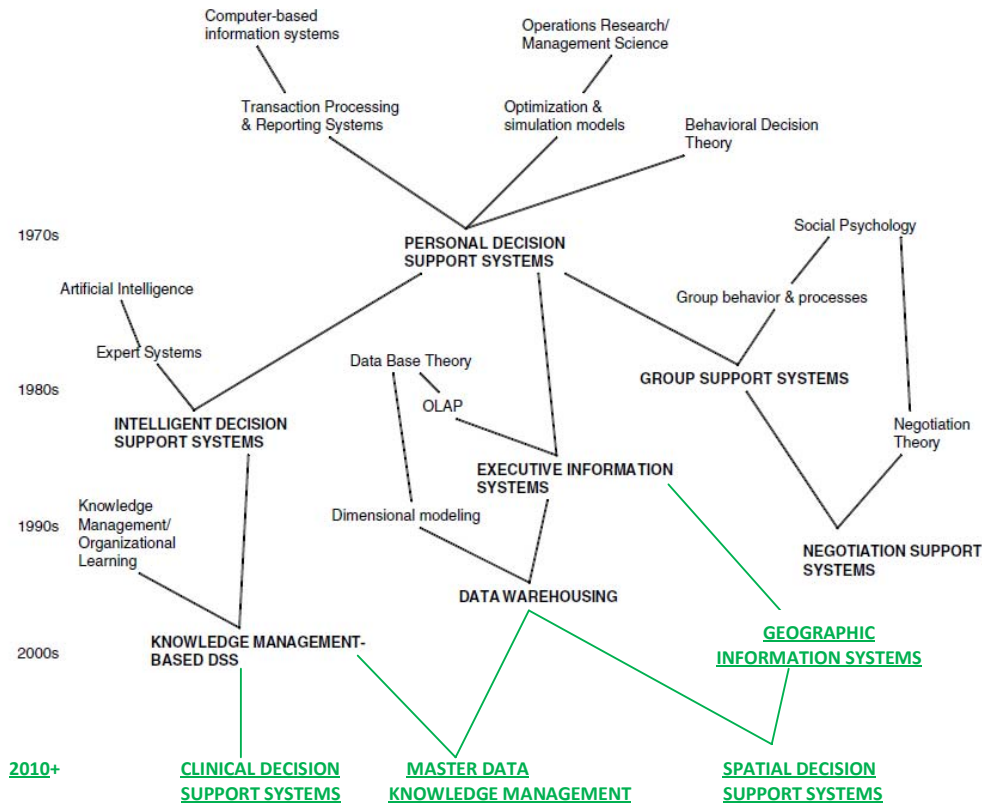 Computer-based
information systems
Operations Research/
Management Science
Transaction Processing
& Reporting Systems
Optimization &
simulation models
Behavioral Decision
Theory
1970s
PERSONAL DECISION
SUPPORT SYSTEMS
Social Psychology
Artificial Intelligence
Group behavior & processes
Expert Systems
Data Base Theory
GROUP SUPPORT SYSTEMS
1980s
OLAP
INTELLIGENT DECISION
SUPPORT SYSTEMS
Negotiation
Theory
EXECUTIVE INFORMATION
SYSTEMS
Knowledge
Management/
Organizational
Learning
1990s
Dimensional modeling
NEGOTIATION SUPPORT
SYSTEMS
DATA WAREHOUSING
2000s
KNOWLEDGE MANAGEMENT-
BASED DSS
GEOGRAPHIC
INFORMATION SYSTEMS
2010+
CLINICAL DECISION
SUPPORT SYSTEMS
MASTER DATA
KNOWLEDGE MANAGEMENT
SPATIAL DECISION
SUPPORT SYSTEMS